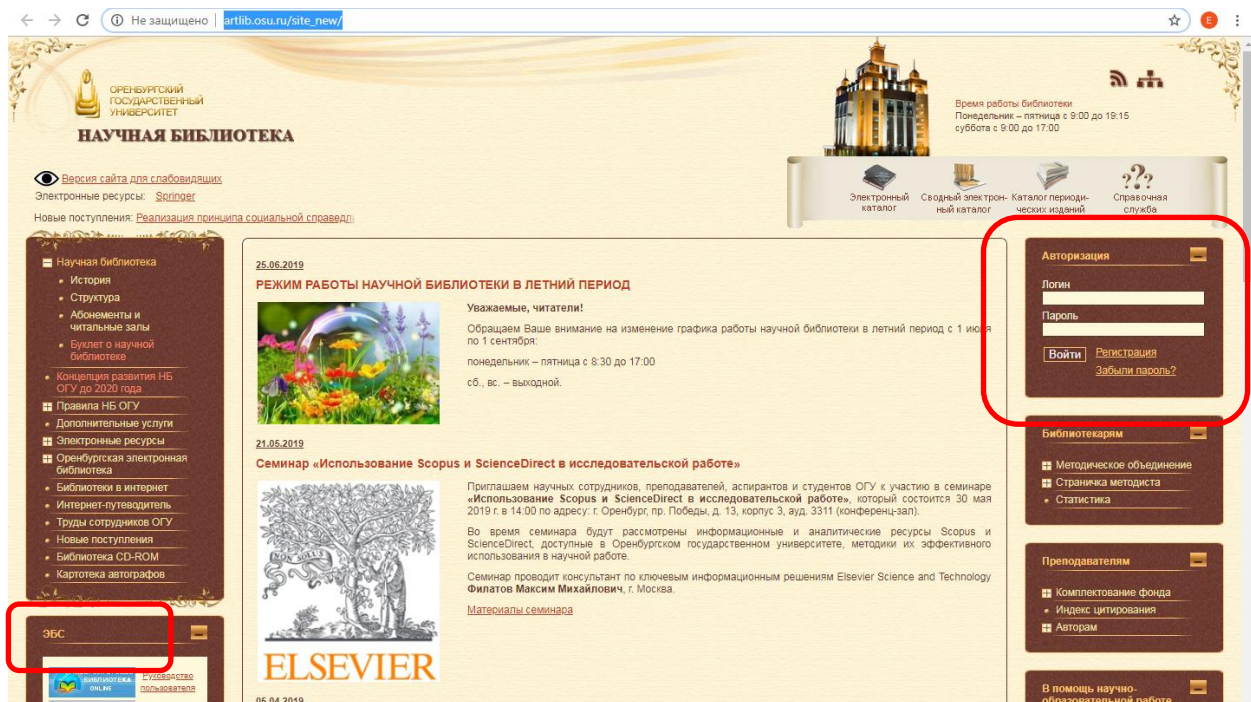 Не защищено | artlib.osu.ru/site_new/
E
ОРЕНБУРГСКИЙ
ГОСУДАРСТВЕННЫЙ
УНИВЕРСИТЕТ
НАУЧНАЯ БИБЛИОТЕКА
Время работы библиотеки
Понедельник – пятница с 9:00 до 19:15
суббота с 9:00 до 17:00
Версия сайта для слабовидящих
Электронные ресурсы: Springer
Новые поступления: Реализация принципа социальной справедл
Электронный
каталог
Сводный электрон-
ный каталог
Каталог периоди-
ческих изданий
???
Справочная
служба
Научная библиотека
История
Структура
Абонементы и
читальные залы
Буклет о научной
библиотеке
Концепция развития НБ
ОГУ до 2020 года
Правила НБ ОГУ
Дополнительные услуги
Электронные ресурсы
Оренбургская электронная
библиотека
Библиотеки в интернет
Интернет-путеводитель
Труды сотрудников ОГУ
Новые поступления
Библиотека CD-ROM
Картотека автографов
ЭБС
БИБЛИОТЕКА
ONLINE
Руководство
пользователя
25.06.2019
РЕЖИМ РАБОТЫ НАУЧНОЙ БИБЛИОТЕКИ В ЛЕТНИЙ ПЕРИОД
Уважаемые, читатели!
Обращаем Ваше внимание на изменение графика работы научной библиотеки в летний период с 1 июля
по 1 сентября:
понедельник – пятница с 8:30 до 17:00
сб., вс. – выходной.
21.05.2019
Семинар «Использование Scopus и ScienceDirect в исследовательской работе»
Приглашаем научных сотрудников, преподавателей, аспирантов и студентов ОГУ к участию в семинаре
«Использование Scopus и ScienceDirect в исследовательской работе», который состоится 30 мая
2019 г. в 14:00 по адресу: г. Оренбург, пр. Победы, д. 13, корпус 3, ауд. 3311 (конференц-зал).
Во время семинара будут рассмотрены информационные и аналитические ресурсы Scopus и
ScienceDirect, доступные в Оренбургском государственном университете, методики их эффективного
использования в научной работе.
Семинар проводит консультант по ключевым информационным решениям Elsevier Science and Technology
Филатов Максим Михайлович, г. Москва.
Материалы семинара
NON SOLUS
ELSEVIER
05.04.2019
Авторизация
Логин
Пароль
Войти
Регистрация
Забыли пароль?
Библиотекарям
Методическое объединение
Страничка методиста
Статистика
Преподавателям
Комплектование фонда
Индекс цитирования
Авторам
В помощь научно-
образовательной работе